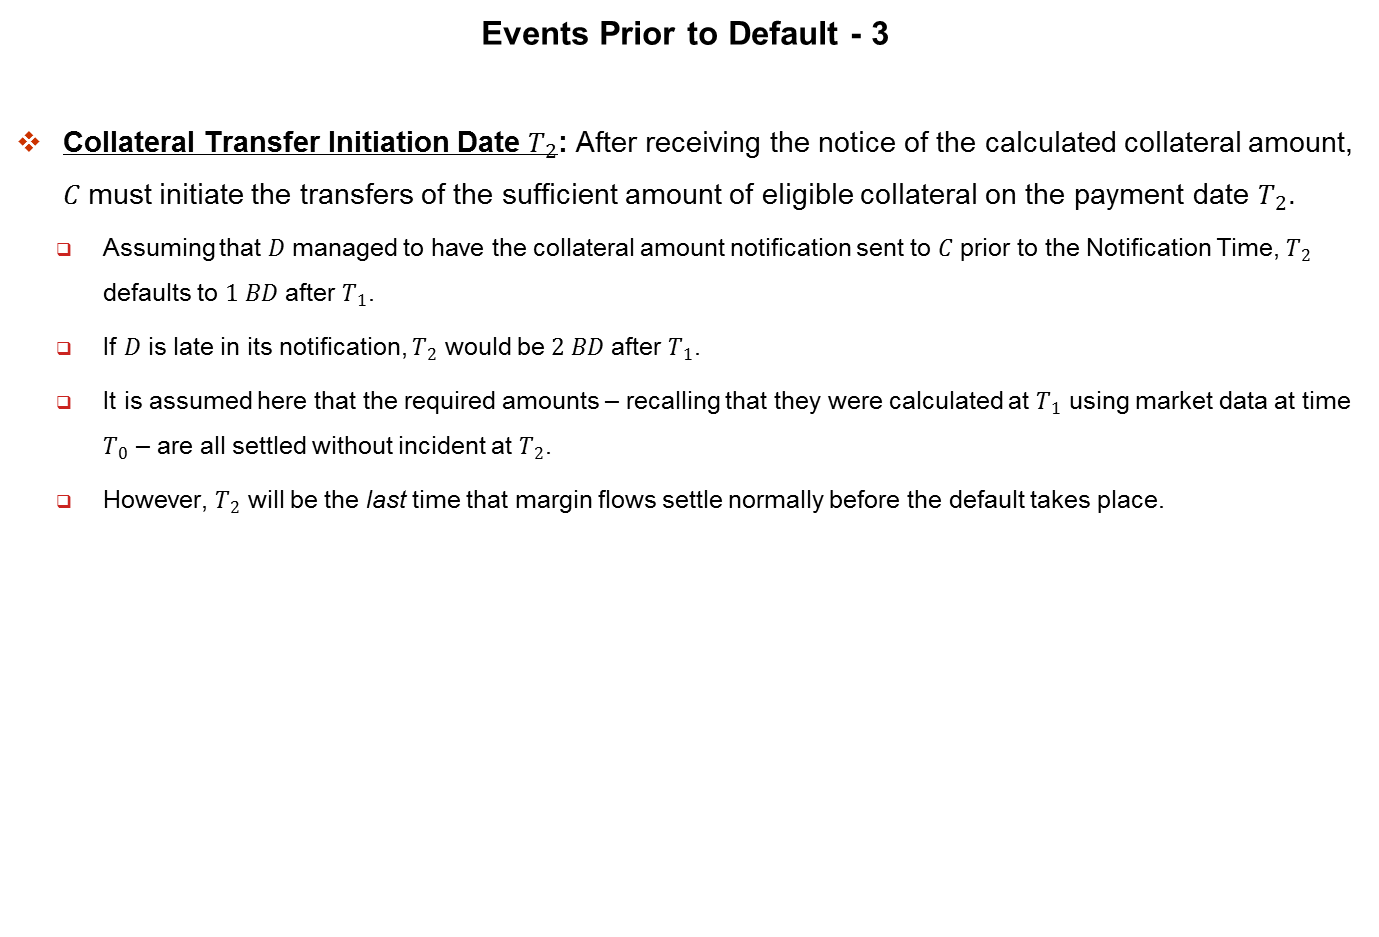 Events Prior to Default - 3
❖ Collateral Transfer Initiation Date T₂: After receiving the notice of the calculated collateral amount,
C must initiate the transfers of the sufficient amount of eligible collateral on the payment date T₂.
❑ Assuming that D managed to have the collateral amount notification sent to C prior to the Notification Time, T₂
defaults to 1 BD after T₁.
❑ If D is late in its notification, T₂ would be 2 BD after T₁.
❑ It is assumed here that the required amounts – recalling that they were calculated at T₁ using market data at time
T₀ – are all settled without incident at T₂.
❑ However, T₂ will be the last time that margin flows settle normally before the default takes place.